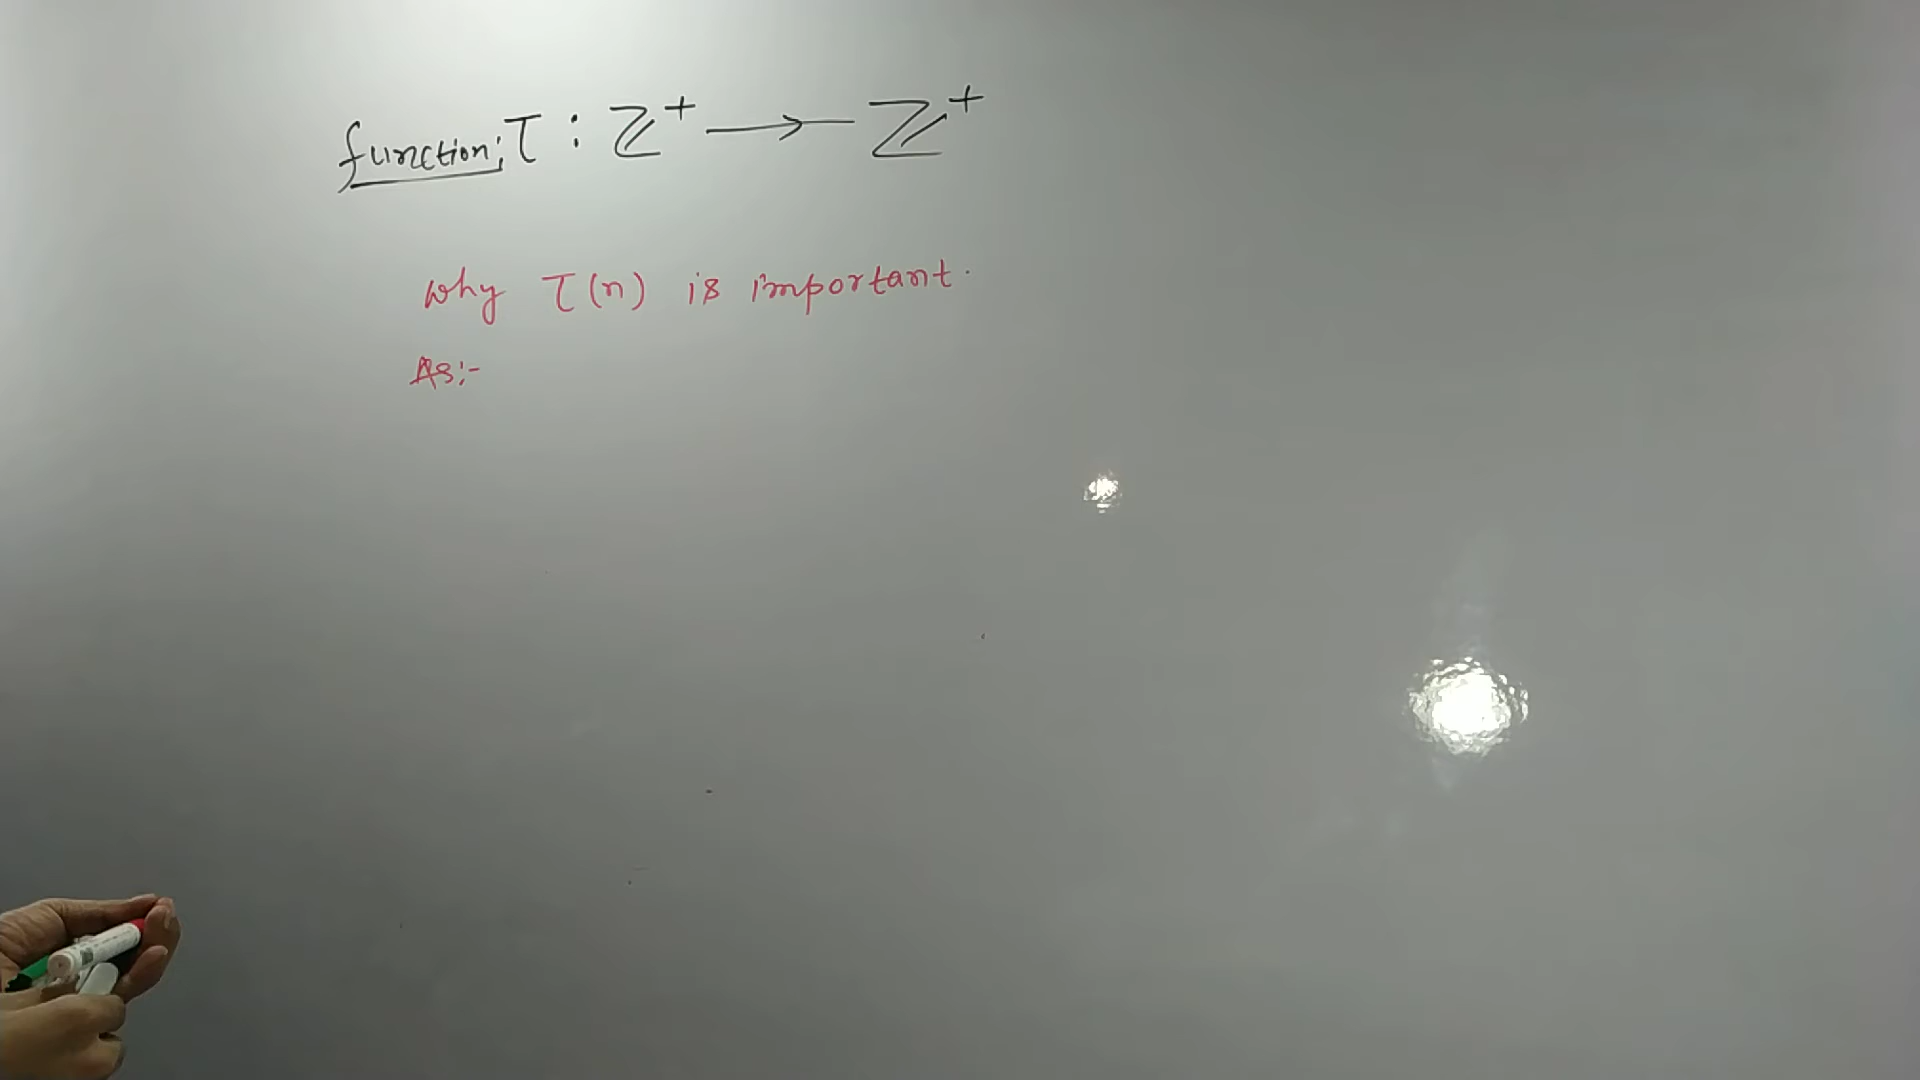 function; τ : ℤ⁺ → ℤ⁺
Why τ(n) is important.
As:-